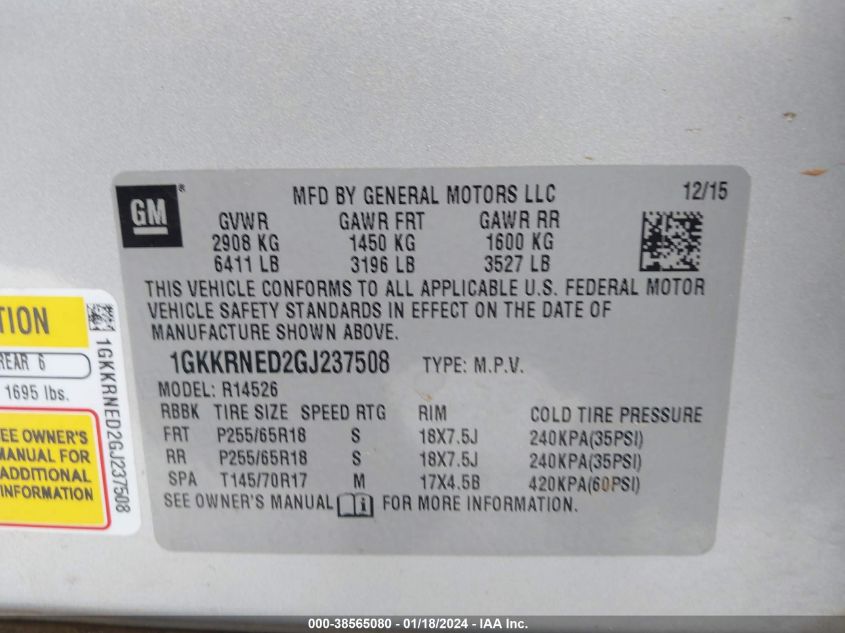 GM ®
MFD BY GENERAL MOTORS LLC 12/15
GVWR GAWR FRT GAWR RR
2908 KG 1450 KG 1600 KG
6411 LB 3196 LB 3527 LB
THIS VEHICLE CONFORMS TO ALL APPLICABLE U.S. FEDERAL MOTOR
VEHICLE SAFETY STANDARDS IN EFFECT ON THE DATE OF
MANUFACTURE SHOWN ABOVE.
1GKKRNED2GJ237508 TYPE: M.P.V.
MODEL: R14526
RBBK TIRE SIZE SPEED RTG RIM COLD TIRE PRESSURE
FRT P255/65R18 S 18X7.5J 240KPA(35PSI)
RR P255/65R18 S 18X7.5J 240KPA(35PSI)
SPA T145/70R17 M 17X4.5B 420KPA(60PSI)
SEE OWNER'S MANUAL i FOR MORE INFORMATION.
TION
REAR 6
1695 lbs.
EE OWNER'S
MANUAL FOR
ADDITIONAL
INFORMATION
1GKKRNED2GJ237508
000-38565080 - 01/18/2024 - IAA Inc.